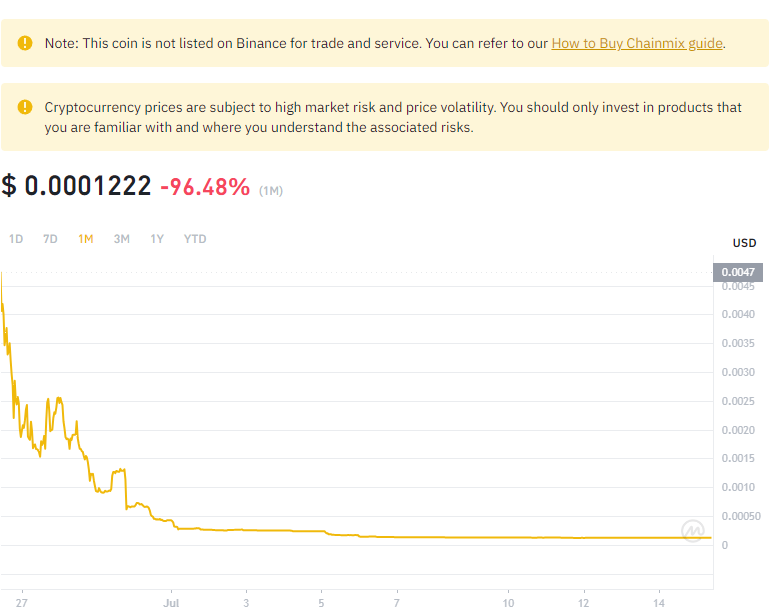 Note: This coin is not listed on Binance for trade and service. You can refer to our How to Buy Chainmix guide.
Cryptocurrency prices are subject to high market risk and price volatility. You should only invest in products that
you are familiar with and where you understand the associated risks.
$ 0.0001222 -96.48% (1M)
1D 7D 1M 3M 1Y YTD
USD
0.0047
0.0045
0.0040
0.0035
0.0030
0.0025
0.0020
0.0015
0.0010
0.00050
0
27 Jul 3 5 7 10 12 14